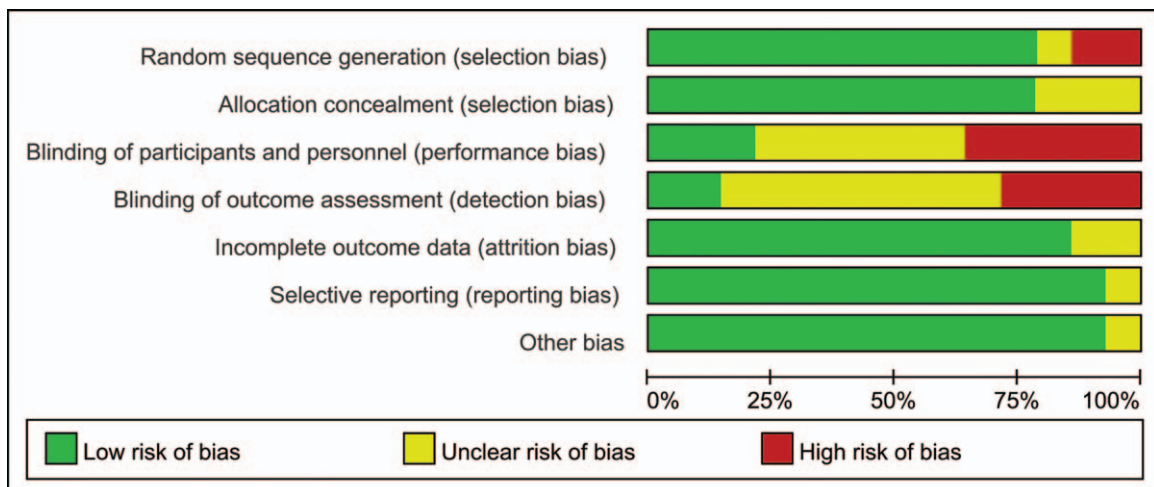 Random sequence generation (selection bias)
Allocation concealment (selection bias)
Blinding of participants and personnel (performance bias)
Blinding of outcome assessment (detection bias)
Incomplete outcome data (attrition bias)
Selective reporting (reporting bias)
Other bias
0% 25% 50% 75% 100%
Low risk of bias Unclear risk of bias High risk of bias